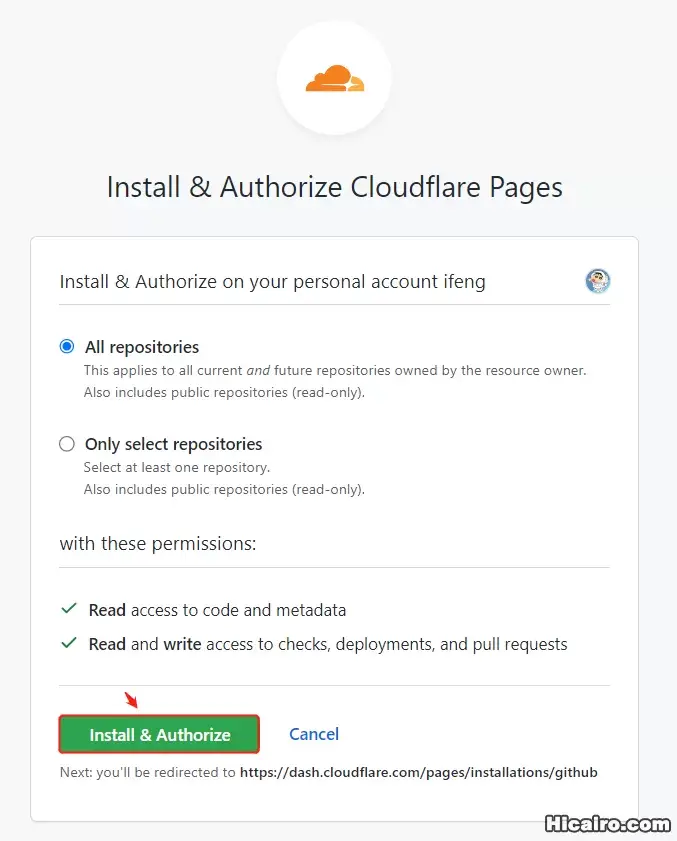 Install & Authorize Cloudflare Pages
Install & Authorize on your personal account ifeng
All repositories
This applies to all current and future repositories owned by the resource owner.
Also includes public repositories (read-only).
Only select repositories
Select at least one repository.
Also includes public repositories (read-only).
with these permissions:
Read access to code and metadata
Read and write access to checks, deployments, and pull requests
Install & Authorize
Cancel
Next: you'll be redirected to https://dash.cloudflare.com/pages/installations/github
Hicairo.com